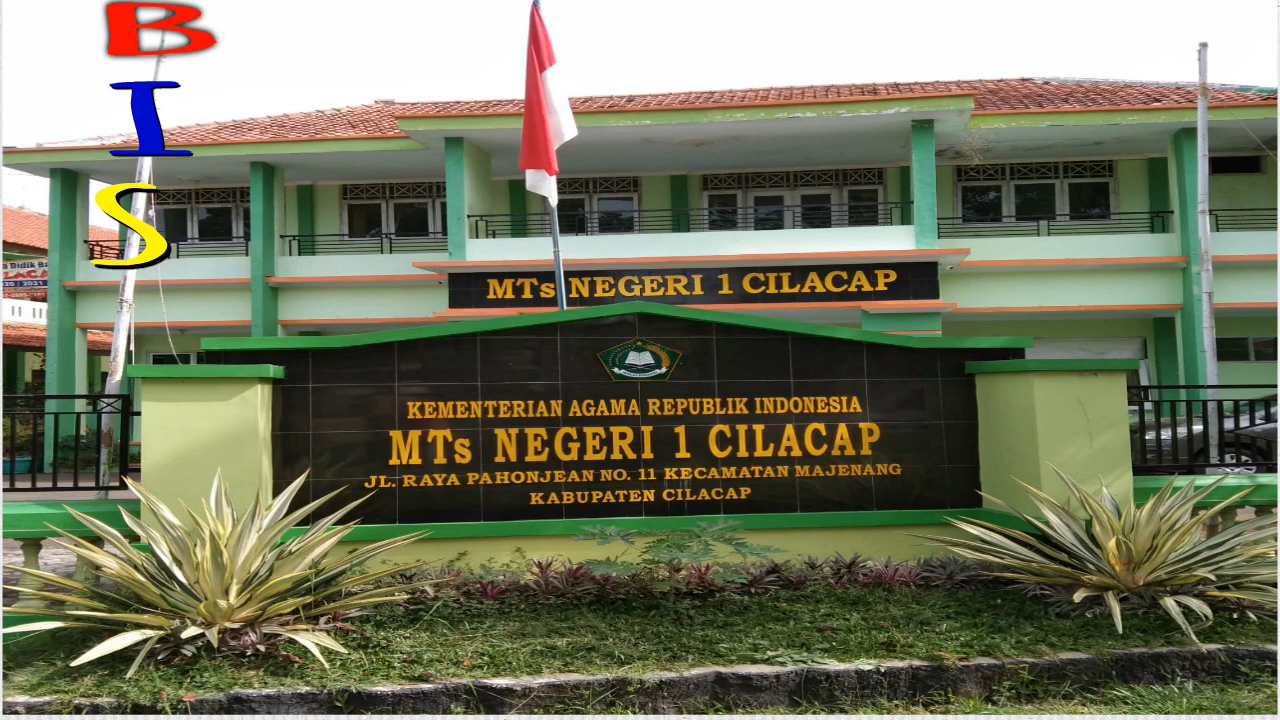 B
I
S
MTs NEGERI 1 CILACAP
KEMENTERIAN AGAMA REPUBLIK INDONESIA
MTs NEGERI 1 CILACAP
JL. RAYA PAHONJEAN NO. 11 KECAMATAN MAJENANG
KABUPATEN CILACAP